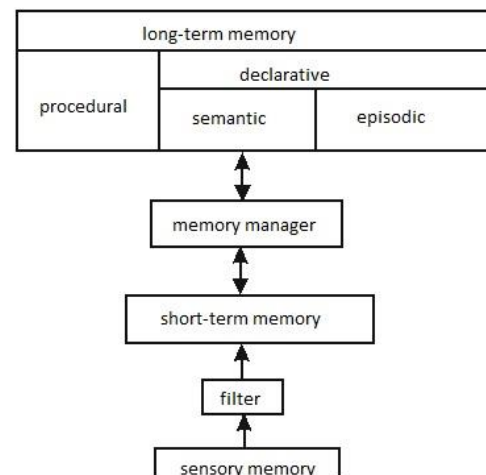 long-term memory
declarative
procedural
semantic
episodic
memory manager
short-term memory
filter
sensory memory